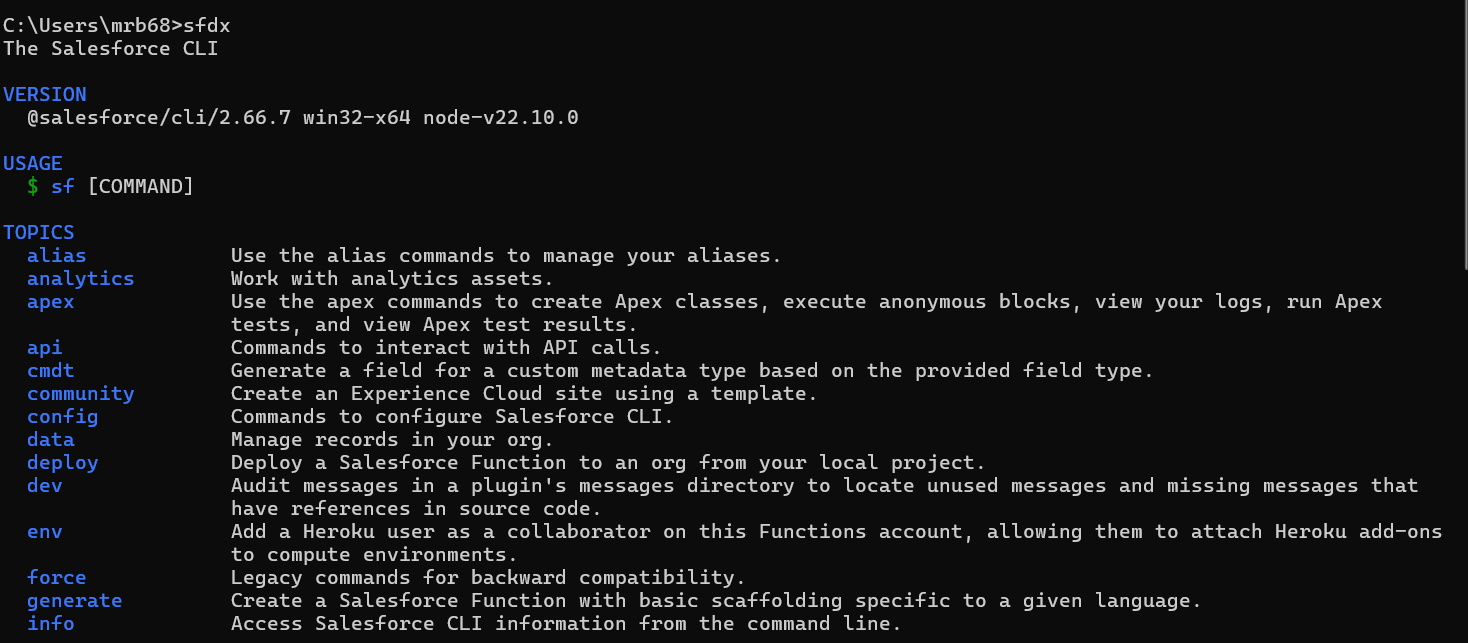 C:\Users\mrb68>sfdx
The Salesforce CLI
VERSION
@salesforce/cli/2.66.7 win32-x64 node-v22.10.0
USAGE
$ sf [COMMAND]
TOPICS
alias Use the alias commands to manage your aliases.
analytics Work with analytics assets.
apex Use the apex commands to create Apex classes, execute anonymous blocks, view your logs, run Apex
tests, and view Apex test results.
api Commands to interact with API calls.
cmdt Generate a field for a custom metadata type based on the provided field type.
community Create an Experience Cloud site using a template.
config Commands to configure Salesforce CLI.
data Manage records in your org.
deploy Deploy a Salesforce Function to an org from your local project.
dev Audit messages in a plugin's messages directory to locate unused messages and missing messages that
have references in source code.
env Add a Heroku user as a collaborator on this Functions account, allowing them to attach Heroku add-ons
to compute environments.
force Legacy commands for backward compatibility.
generate Create a Salesforce Function with basic scaffolding specific to a given language.
info Access Salesforce CLI information from the command line.